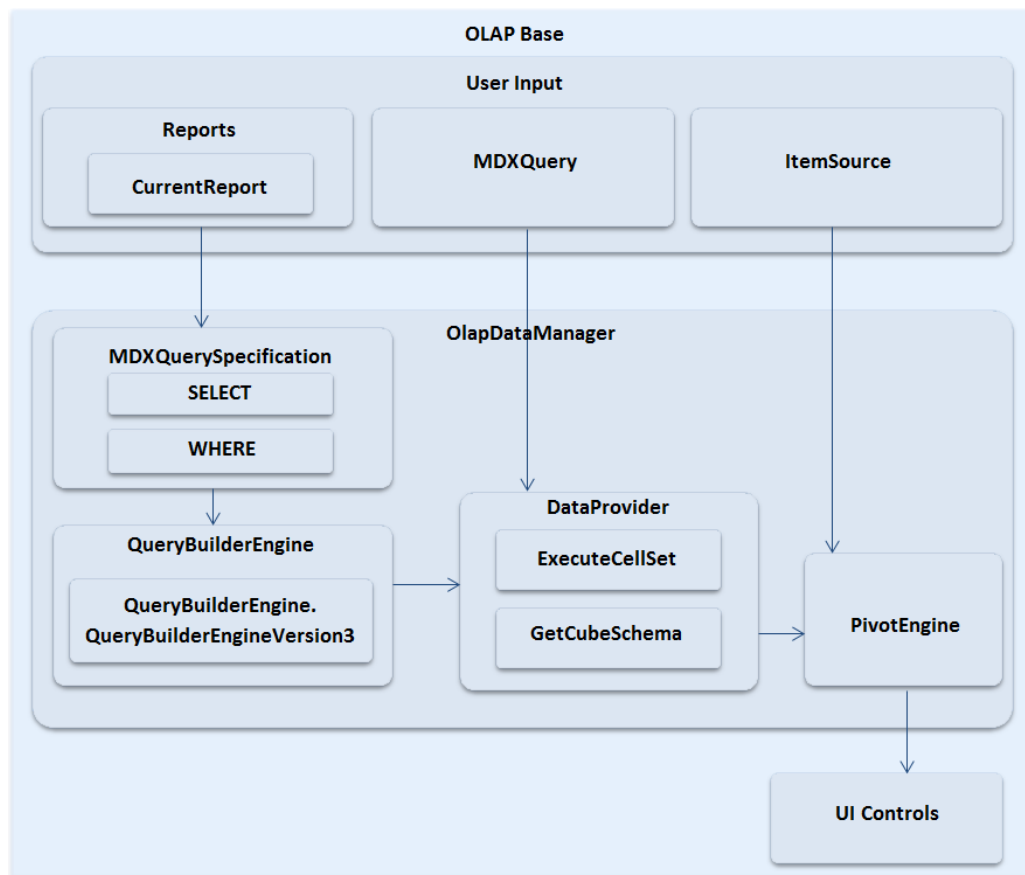 OLAP Base
User Input
Reports
CurrentReport
MDXQuery
ItemSource
OlapDataManager
MDXQuerySpecification
SELECT
WHERE
QueryBuilderEngine
QueryBuilderEngine.
QueryBuilderEngineVersion3
DataProvider
ExecuteCellSet
GetCubeSchema
PivotEngine
UI Controls